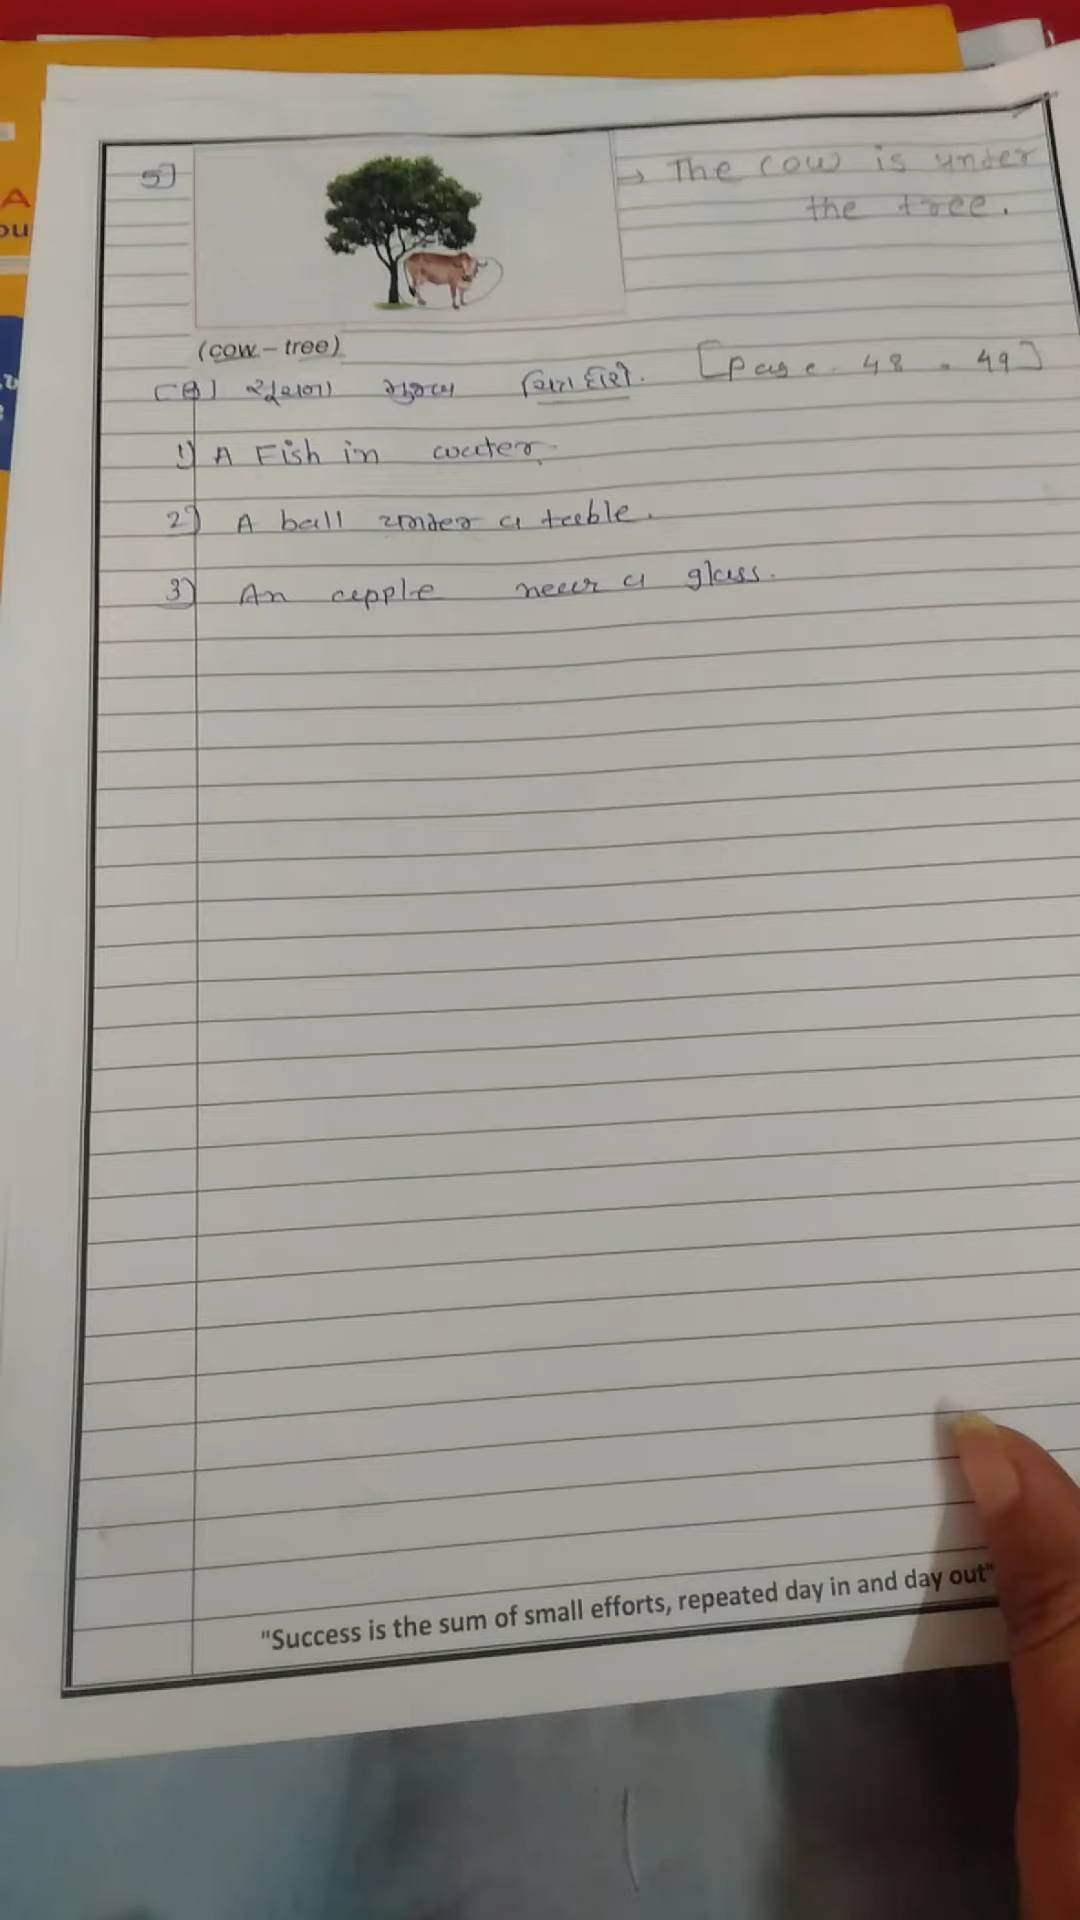 A
ou
5)
→ The cow is under
the tree.
(cow – tree)
(B) સૂચના મુજબ ચિત્ર દોરો. [Page. 48 - 49]
1) A Fish in water.
2) A ball under a table.
3) An apple near a glass.
"Success is the sum of small efforts, repeated day in and day out"